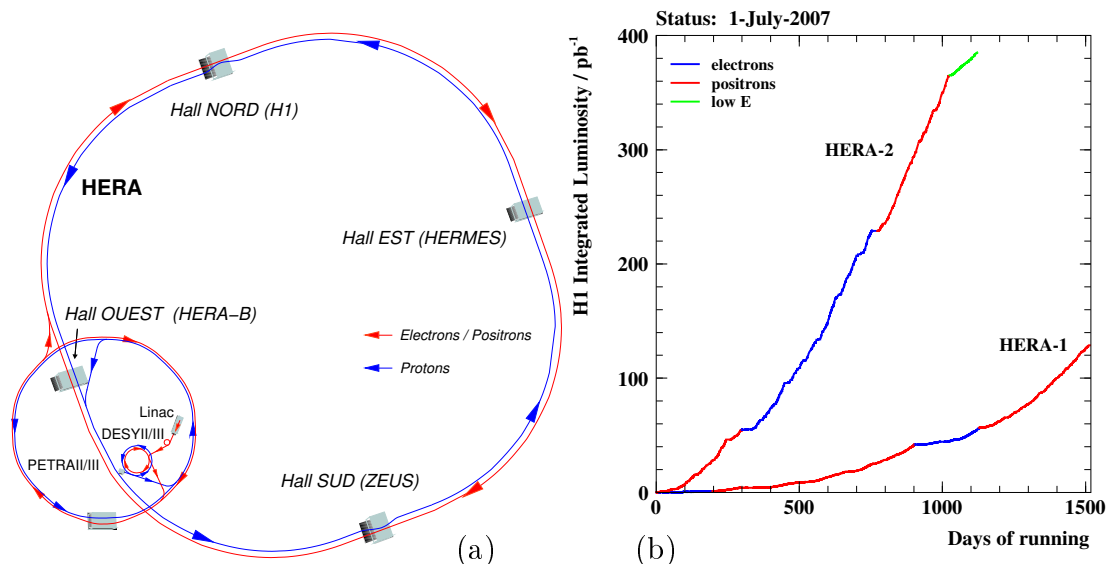 Hall NORD (H1)
HERA
Hall EST (HERMES)
Hall OUEST (HERA−B)
Electrons / Positrons
Protons
Linac
DESYII/III
PETRAII/III
Hall SUD (ZEUS)
(a)
Status: 1-July-2007
H1 Integrated Luminosity / pb-1
400
300
200
100
0
electrons
positrons
low E
HERA-2
HERA-1
0
500
1000
1500
Days of running
(b)